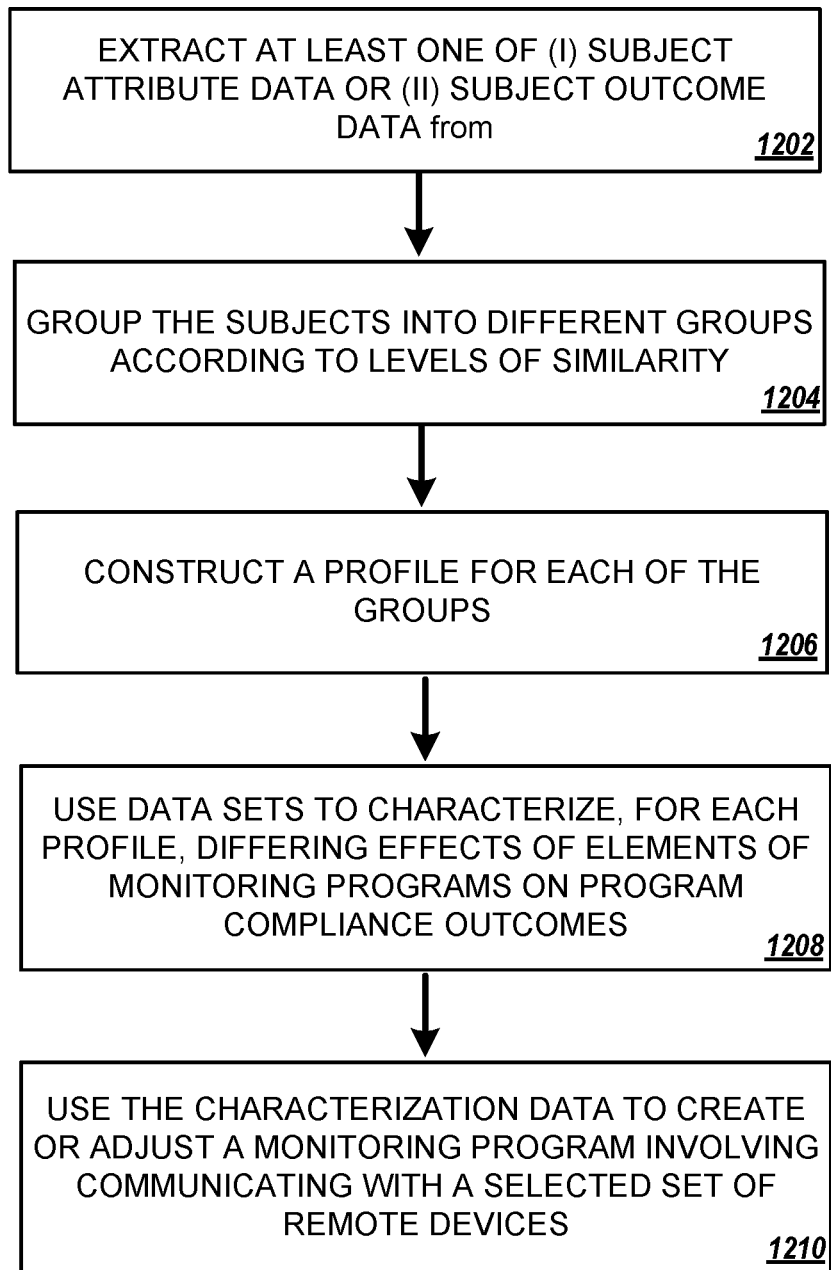 EXTRACT AT LEAST ONE OF (I) SUBJECT
ATTRIBUTE DATA OR (II) SUBJECT OUTCOME
DATA from
1202
GROUP THE SUBJECTS INTO DIFFERENT GROUPS
ACCORDING TO LEVELS OF SIMILARITY
1204
CONSTRUCT A PROFILE FOR EACH OF THE
GROUPS
1206
USE DATA SETS TO CHARACTERIZE, FOR EACH
PROFILE, DIFFERING EFFECTS OF ELEMENTS OF
MONITORING PROGRAMS ON PROGRAM
COMPLIANCE OUTCOMES
1208
USE THE CHARACTERIZATION DATA TO CREATE
OR ADJUST A MONITORING PROGRAM INVOLVING
COMMUNICATING WITH A SELECTED SET OF
REMOTE DEVICES
1210